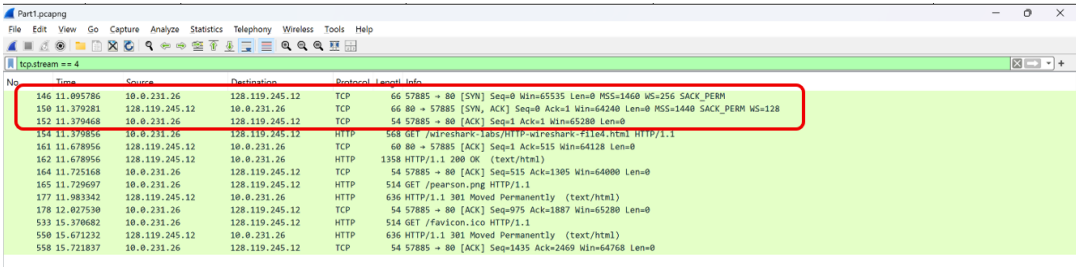 Part1.pcapng
File Edit View Go Capture Analyze Statistics Telephony Wireless Tools Help
tcp.stream == 4
No. Time Source Destination Protocol Length Info
146 11.095786 10.0.231.26 128.119.245.12 TCP 66 57885 → 80 [SYN] Seq=0 Win=65535 Len=0 MSS=1460 WS=256 SACK_PERM
150 11.379281 128.119.245.12 10.0.231.26 TCP 66 80 → 57885 [SYN, ACK] Seq=0 Ack=1 Win=64240 Len=0 MSS=1440 SACK_PERM WS=128
152 11.379468 10.0.231.26 128.119.245.12 TCP 54 57885 → 80 [ACK] Seq=1 Ack=1 Win=65280 Len=0
154 11.379856 10.0.231.26 128.119.245.12 HTTP 568 GET /wireshark-labs/HTTP-wireshark-file4.html HTTP/1.1
161 11.678956 128.119.245.12 10.0.231.26 TCP 60 80 → 57885 [ACK] Seq=1 Ack=515 Win=64128 Len=0
162 11.678956 128.119.245.12 10.0.231.26 HTTP 1358 HTTP/1.1 200 OK (text/html)
164 11.725168 10.0.231.26 128.119.245.12 TCP 54 57885 → 80 [ACK] Seq=515 Ack=1305 Win=64000 Len=0
165 11.729697 10.0.231.26 128.119.245.12 HTTP 514 GET /pearson.png HTTP/1.1
177 11.983342 128.119.245.12 10.0.231.26 HTTP 636 HTTP/1.1 301 Moved Permanently (text/html)
178 12.027530 10.0.231.26 128.119.245.12 TCP 54 57885 → 80 [ACK] Seq=975 Ack=1887 Win=65280 Len=0
533 15.370682 10.0.231.26 128.119.245.12 HTTP 514 GET /favicon.ico HTTP/1.1
550 15.671232 128.119.245.12 10.0.231.26 HTTP 636 HTTP/1.1 301 Moved Permanently (text/html)
558 15.721837 10.0.231.26 128.119.245.12 TCP 54 57885 → 80 [ACK] Seq=1435 Ack=2469 Win=64768 Len=0